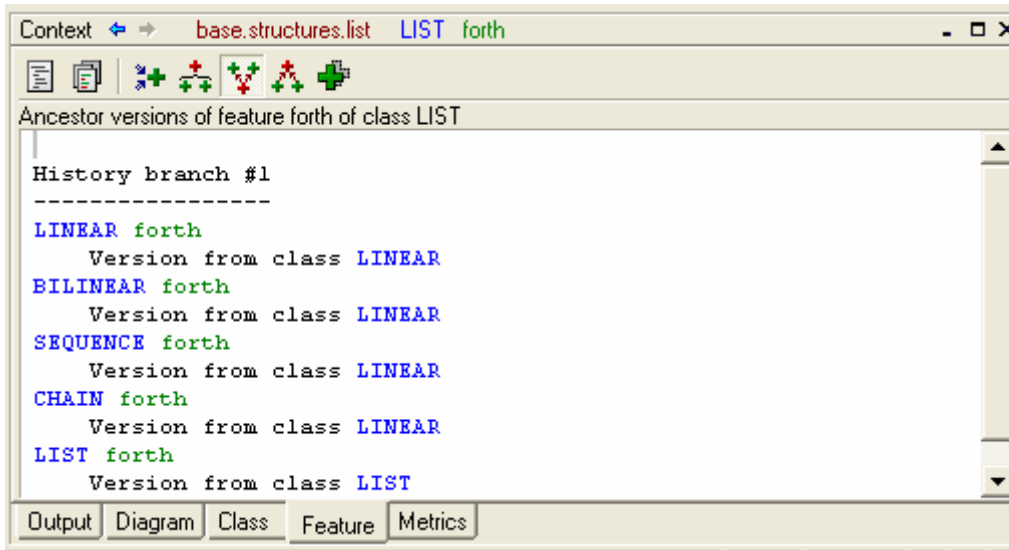 Context base.structures.list LIST forth
Ancestor versions of feature forth of class LIST
History branch #1
-----------------
LINEAR forth
Version from class LINEAR
BILINEAR forth
Version from class LINEAR
SEQUENCE forth
Version from class LINEAR
CHAIN forth
Version from class LINEAR
LIST forth
Version from class LIST
Output Diagram Class Feature Metrics